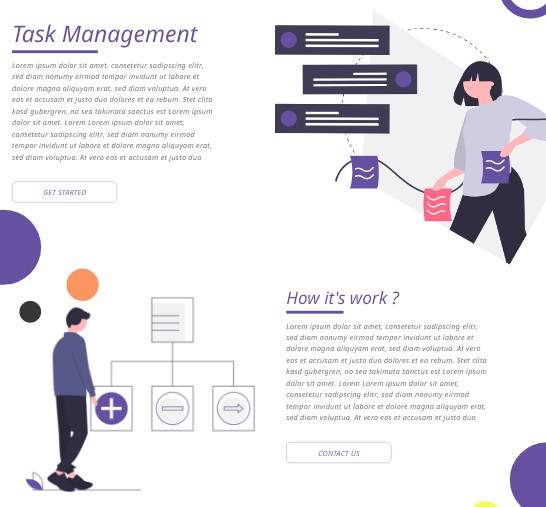 Task Management
Lorem ipsum dolor sit amet, consetetur sadipscing elitr,
sed diam nonumy eirmod tempor invidunt ut labore et
dolore magna aliquyam erat, sed diam voluptua. At vero
eos et accusam et justo duo dolores et ea rebum. Stet clita
kasd gubergren, no sea takimata sanctus est Lorem ipsum
dolor sit amet. Lorem ipsum dolor sit amet,
consetetur sadipscing elitr, sed diam nonumy eirmod
tempor invidunt ut labore et dolore magna aliquyam erat,
sed diam voluptua. At vero eos et accusam et justo duo
GET STARTED
How it's work ?
Lorem ipsum dolor sit amet, consetetur sadipscing elitr,
sed diam nonumy eirmod tempor invidunt ut labore et
dolore magna aliquyam erat, sed diam voluptua. At vero
eos et accusam et justo duo dolores et ea rebum. Stet clita
kasd gubergren, no sea takimata sanctus est Lorem ipsum
dolor sit amet. Lorem ipsum dolor sit amet,
consetetur sadipscing elitr, sed diam nonumy eirmod
tempor invidunt ut labore et dolore magna aliquyam erat,
sed diam voluptua. At vero eos et accusam et justo duo
CONTACT US